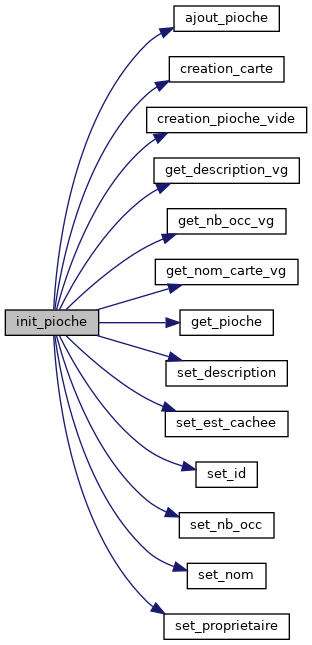 ajout_pioche
creation_carte
creation_pioche_vide
get_description_vg
get_nb_occ_vg
get_nom_carte_vg
init_pioche
get_pioche
set_description
set_est_cachee
set_id
set_nb_occ
set_nom
set_proprietaire